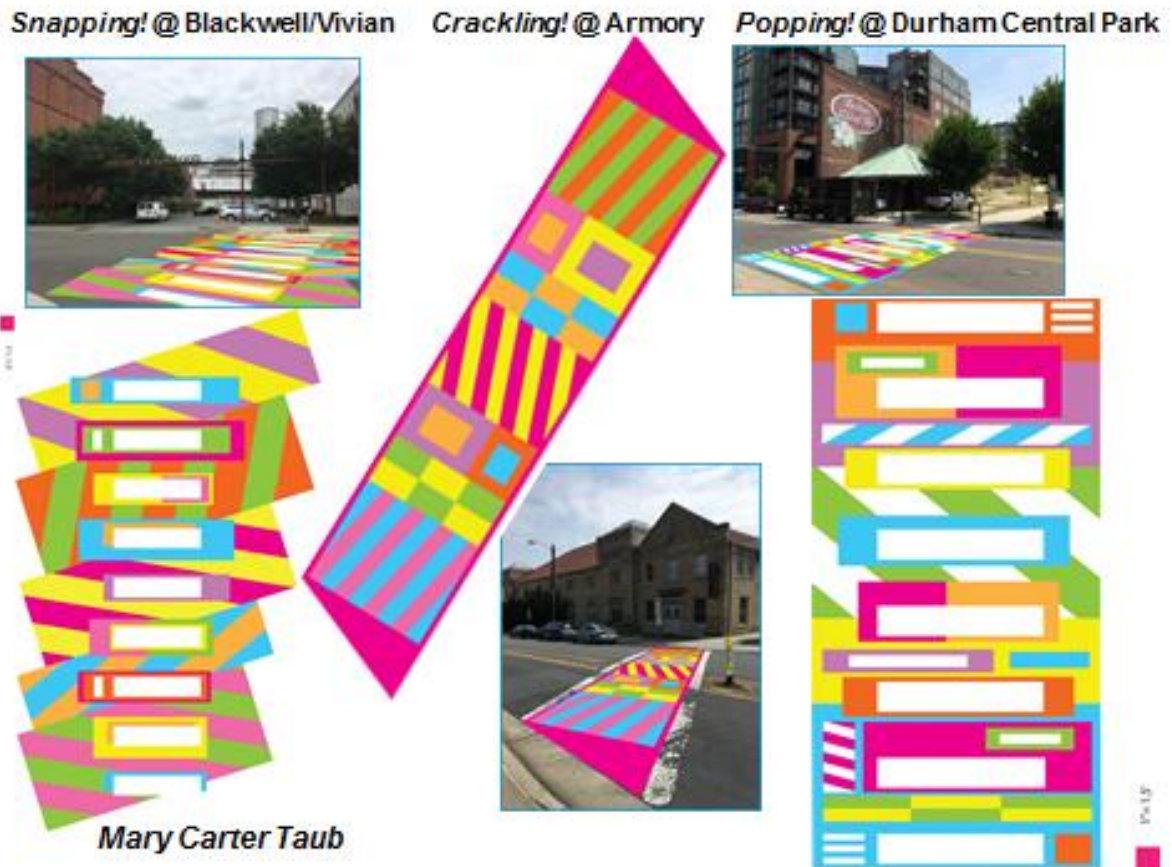 Snapping! @ Blackwell/Vivian
Crackling! @ Armory
Popping! @ Durham Central Park
Mary Carter Taub